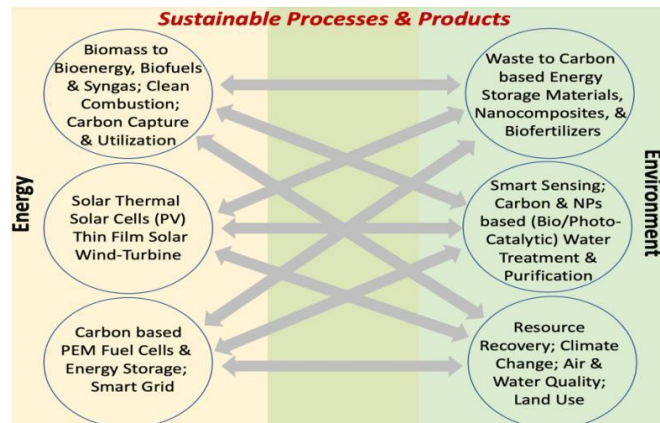 Sustainable Processes & Products
Energy
Biomass to
Bioenergy, Biofuels
& Syngas; Clean
Combustion;
Carbon Capture
& Utilization
Solar Thermal
Solar Cells (PV)
Thin Film Solar
Wind-Turbine
Carbon based
PEM Fuel Cells &
Energy Storage;
Smart Grid
Waste to Carbon
based Energy
Storage Materials,
Nanocomposites, &
Biofertilizers
Smart Sensing;
Carbon & NPs
based (Bio/Photo-
Catalytic) Water
Treatment &
Purification
Resource
Recovery; Climate
Change; Air &
Water Quality;
Land Use
Environment